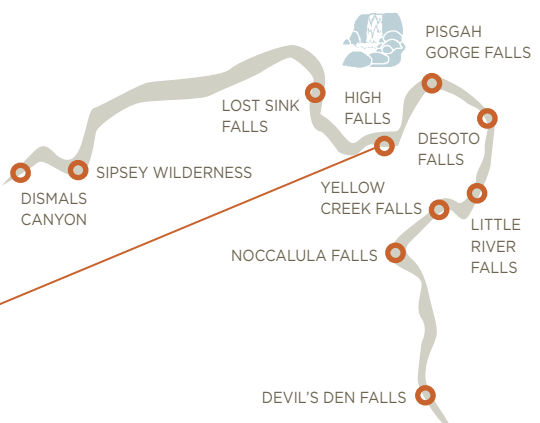 PISGAH
GORGE FALLS
LOST SINK
FALLS
HIGH
FALLS
DESOTO
FALLS
SIPSEY WILDERNESS
DISMALS
CANYON
YELLOW
CREEK FALLS
LITTLE
RIVER
FALLS
NOCCALULA FALLS
DEVIL'S DEN FALLS